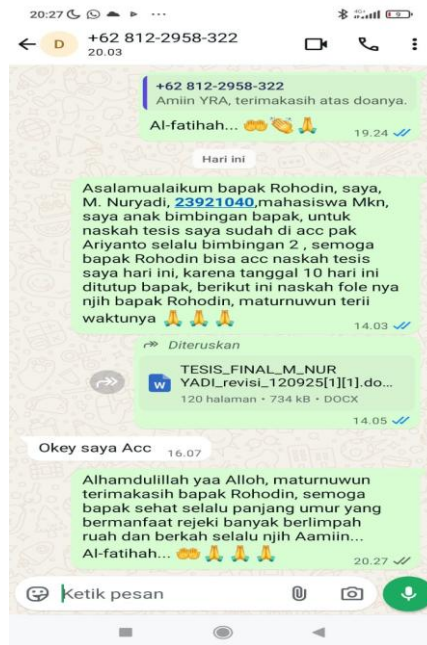 20:27
+62 812-2958-322
20.03
+62 812-2958-322
Amiin YRA, terimakasih atas doanya.
Al-fatihah...
19.24
Hari ini
Asalamualaikum bapak Rohodin, saya,
M. Nuryadi, 23921040,mahasiswa Mkn,
saya anak bimbingan bapak, untuk
naskah tesis saya sudah di acc pak
Ariyanto selalu bimbingan 2 , semoga
bapak Rohodin bisa acc naskah tesis
saya hari ini, karena tanggal 10 hari ini
ditutup bapak, berikut ini naskah fole nya
njih bapak Rohodin, maturnuwun terii
waktunya
14.03
Diteruskan
TESIS_FINAL_M_NUR
YADI_revisi_120925[1][1].do...
120 halaman • 734 kB • DOCX
14.05
Okey saya Acc
16.07
Alhamdulillah yaa Alloh, maturnuwun
terimakasih bapak Rohodin, semoga
bapak sehat selalu panjang umur yang
bermanfaat rejeki banyak berlimpah
ruah dan berkah selalu njih Aamiin...
Al-fatihah...
20.27
Ketik pesan